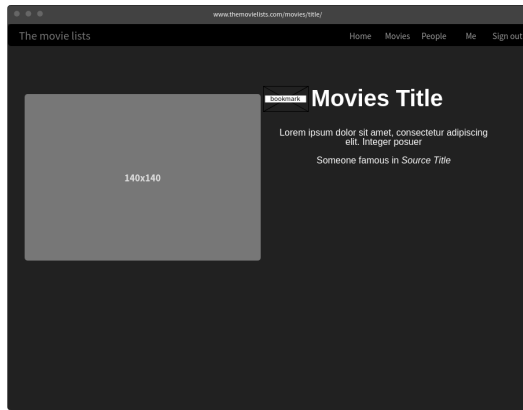 www.themovielists.com/movies/title/
The movie lists
Home Movies People Me Sign out
bookmark
Movies Title
Lorem ipsum dolor sit amet, consectetur adipiscing
elit. Integer posuer
Someone famous in Source Title
140x140